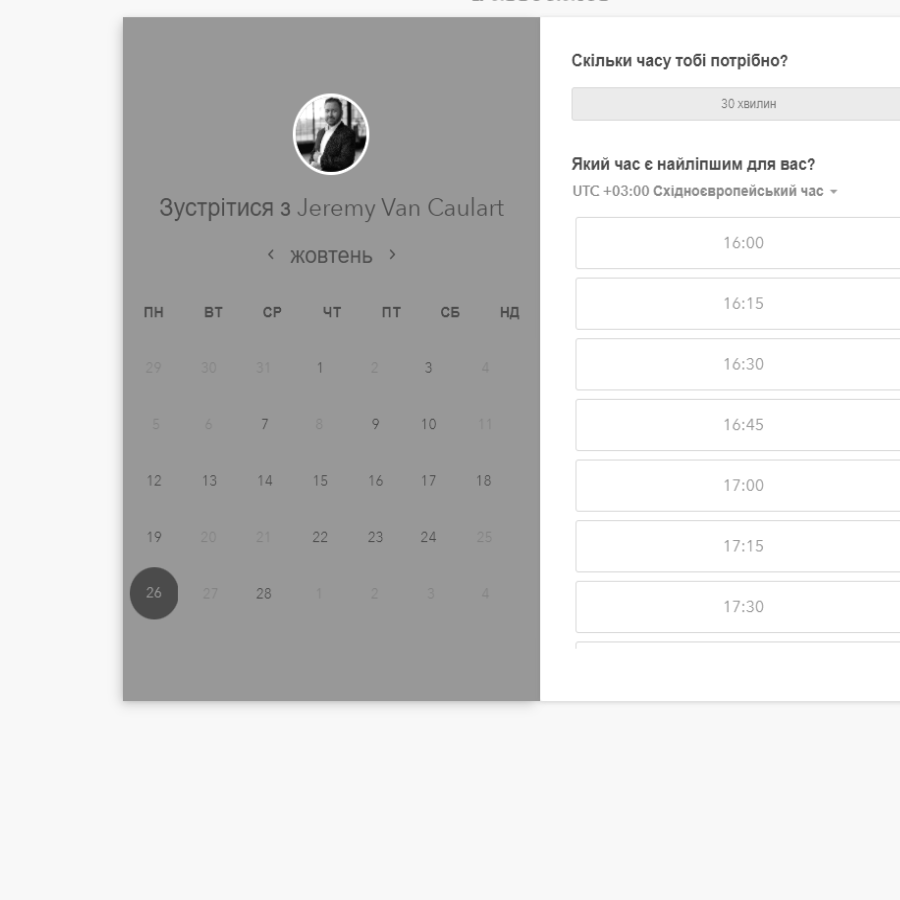 Зустрітися з Jeremy Van Caulart
жовтень
ПН ВТ СР ЧТ ПТ СБ НД
29 30 31 1 2 3 4
5 6 7 8 9 10 11
12 13 14 15 16 17 18
19 20 21 22 23 24 25
26 27 28 1 2 3 4
Скільки часу тобі потрібно?
30 хвилин
Який час є найліпшим для вас?
UTC +03:00 Східноєвропейський час
16:00
16:15
16:30
16:45
17:00
17:15
17:30